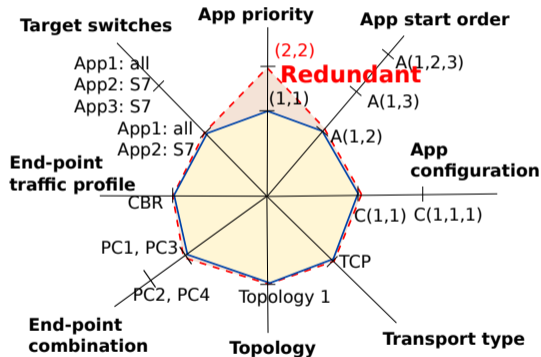 App priority
Target switches
App start order
(2,2)
Redundant
A(1,2,3)
App1: all
App2: S7
App3: S7
A(1,3)
(1,1)
App1: all
App2: S7
A(1,2)
App
configuration
End-point
traffic profile
CBR
C(1,1)
C(1,1,1)
PC1, PC3
TCP
PC2, PC4
Topology 1
End-point
combination
Topology
Transport type